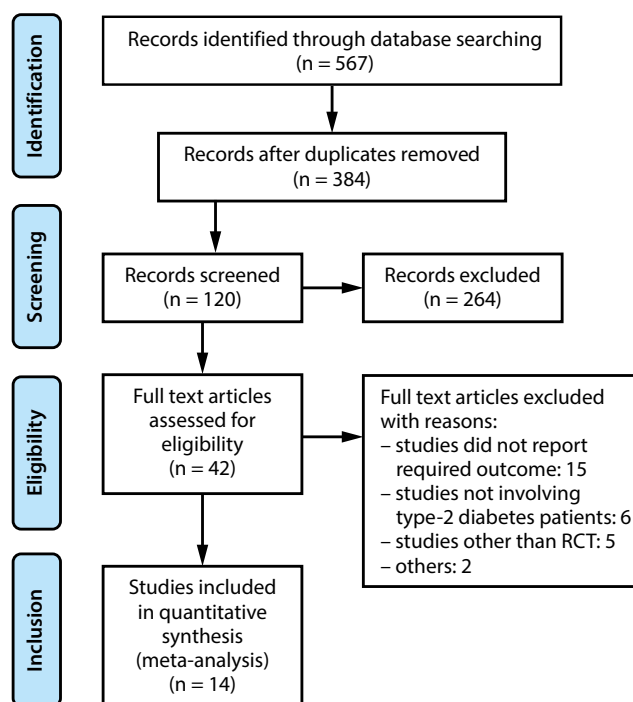 Identification
Records identified through database searching
(n = 567)
Records after duplicates removed
(n = 384)
Screening
Records screened
(n = 120)
Records excluded
(n = 264)
Eligibility
Full text articles
assessed for
eligibility
(n = 42)
Full text articles excluded
with reasons:
– studies did not report
required outcome: 15
– studies not involving
type-2 diabetes patients: 6
– studies other than RCT: 5
– others: 2
Inclusion
Studies included
in quantitative
synthesis
(meta-analysis)
(n = 14)